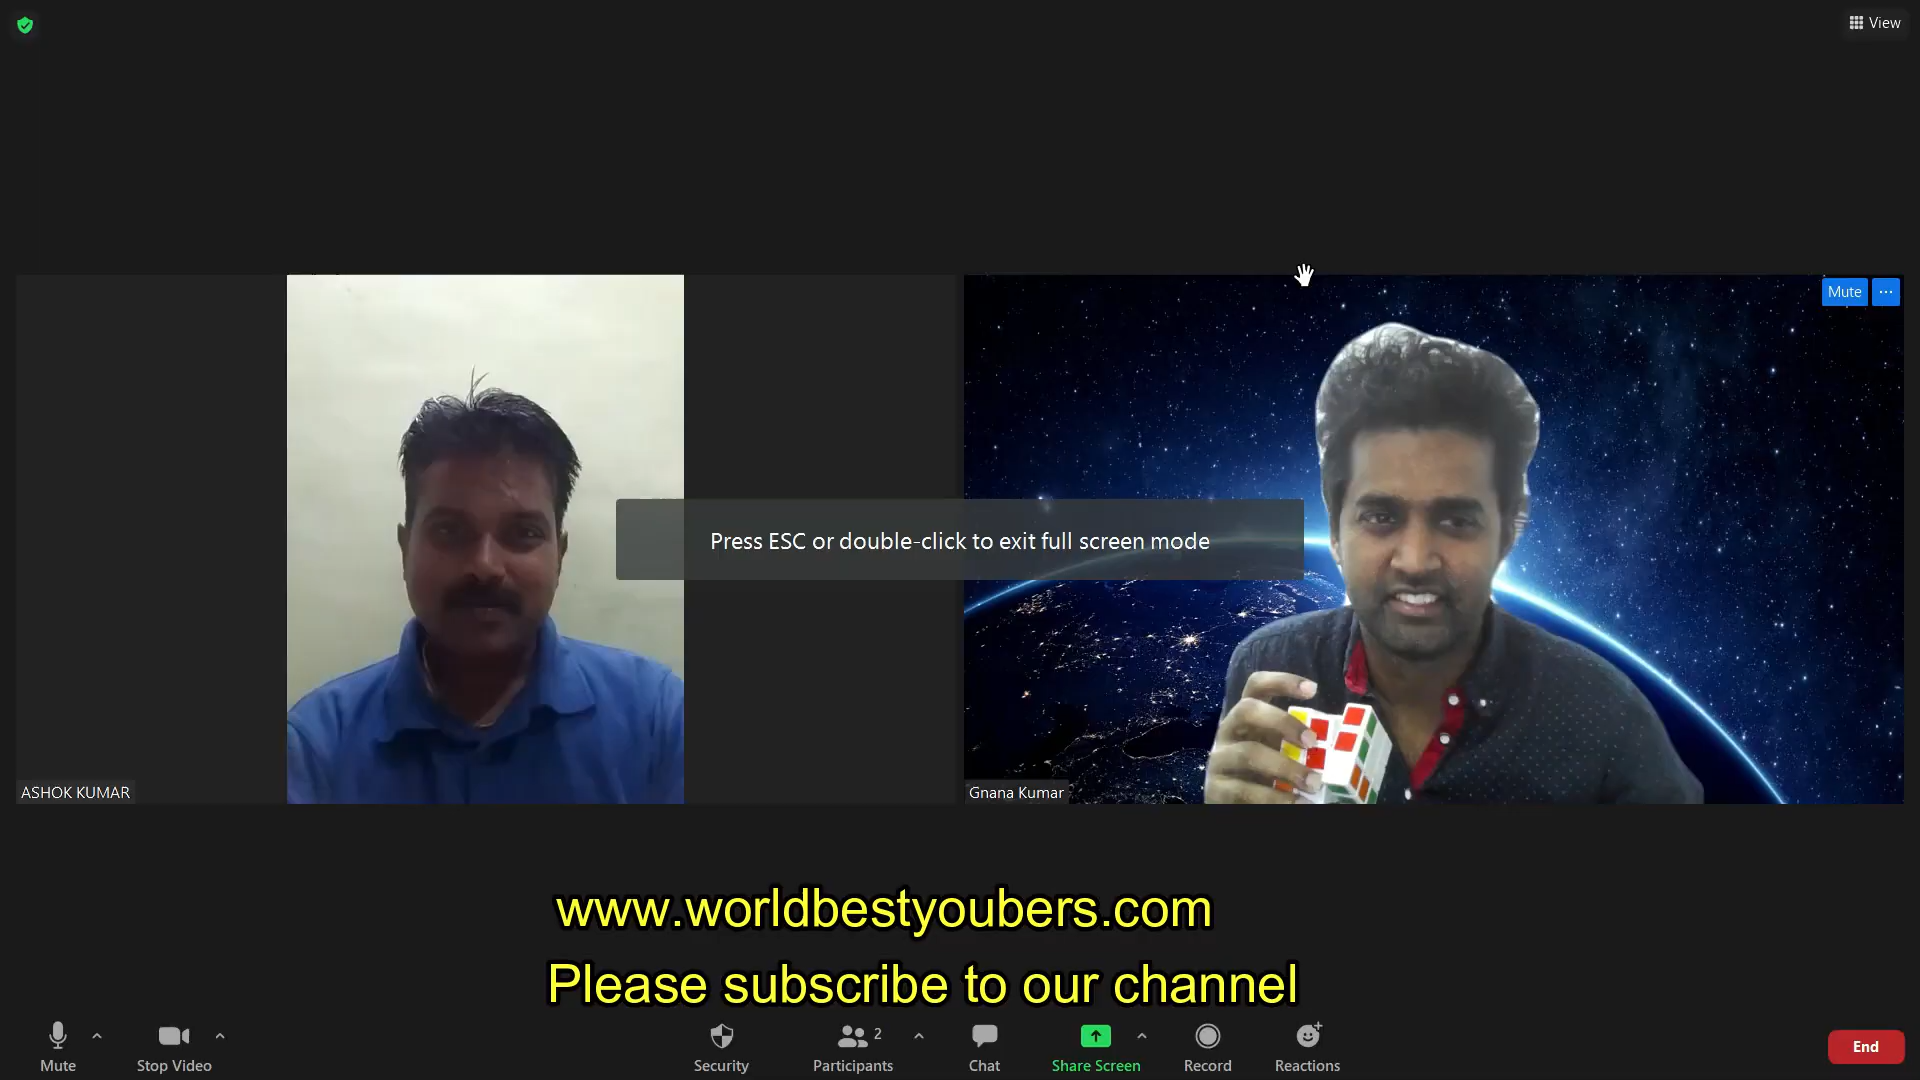 View
Mute ...
Press ESC or double-click to exit full screen mode
ASHOK KUMAR
Gnana Kumar
www.worldbestyoubers.com
Please subscribe to our channel
2
Mute Stop Video Security Participants Chat Share Screen Record Reactions End